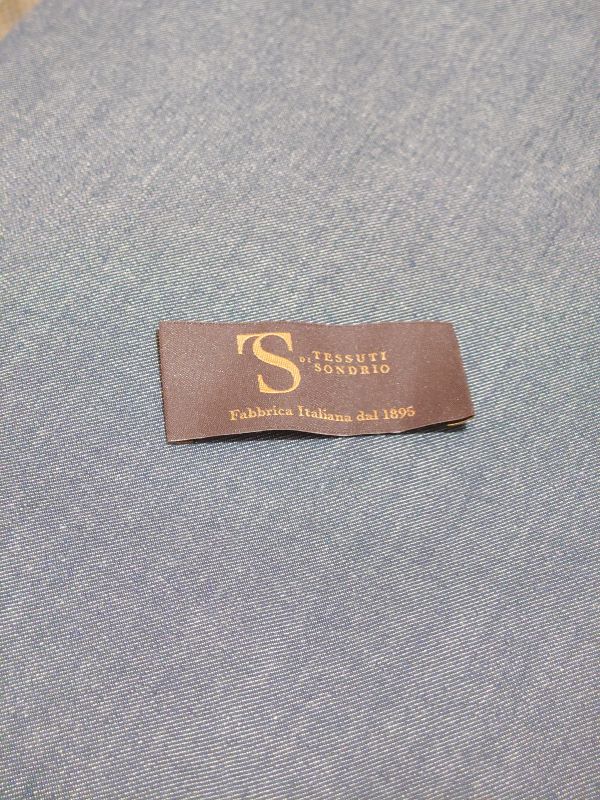 TS DI TESSUTI
SONDRIO
Fabbrica Italiana dal 1895